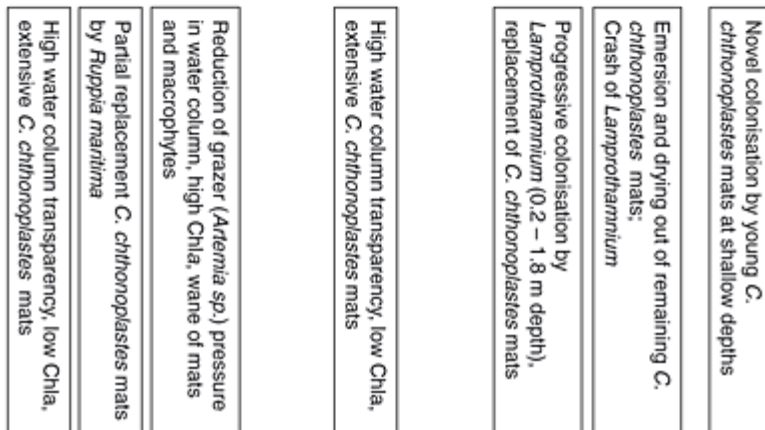 Novel colonisation by young C.
chthonoplastes mats at shallow depths
Emersion and drying out of remaining C.
chthonoplastes mats;
Crash of Lamprothamnium
Progressive colonisation by
Lamprothamnium (0.2 – 1.8 m depth),
replacement of C. chthonoplastes mats
High water column transparency, low Chla,
extensive C. chthonoplastes mats
Reduction of grazer (Artemia sp.) pressure
in water column, high Chla, wane of mats
and macrophytes
Partial replacement C. chthonoplastes mats
by Ruppia maritima
High water column transparency, low Chla,
extensive C. chthonoplastes mats